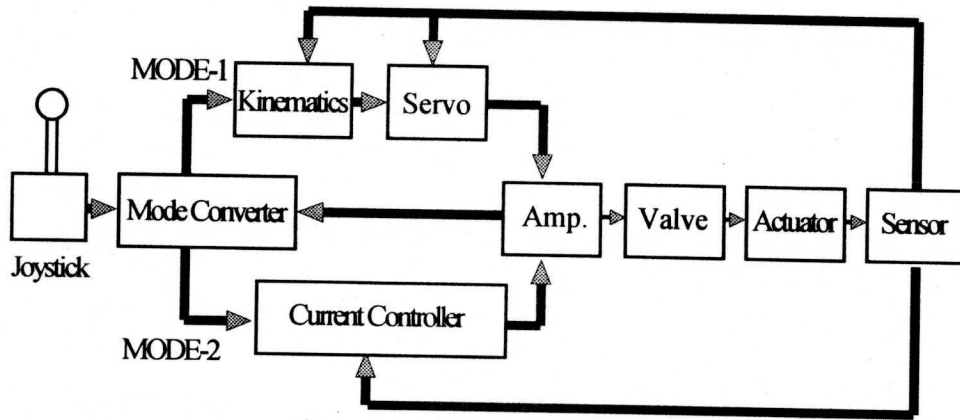 MODE-1
Kinematics
Servo
Joystick
Mode Converter
Amp.
Valve
Actuator
Sensor
Current Controller
MODE-2